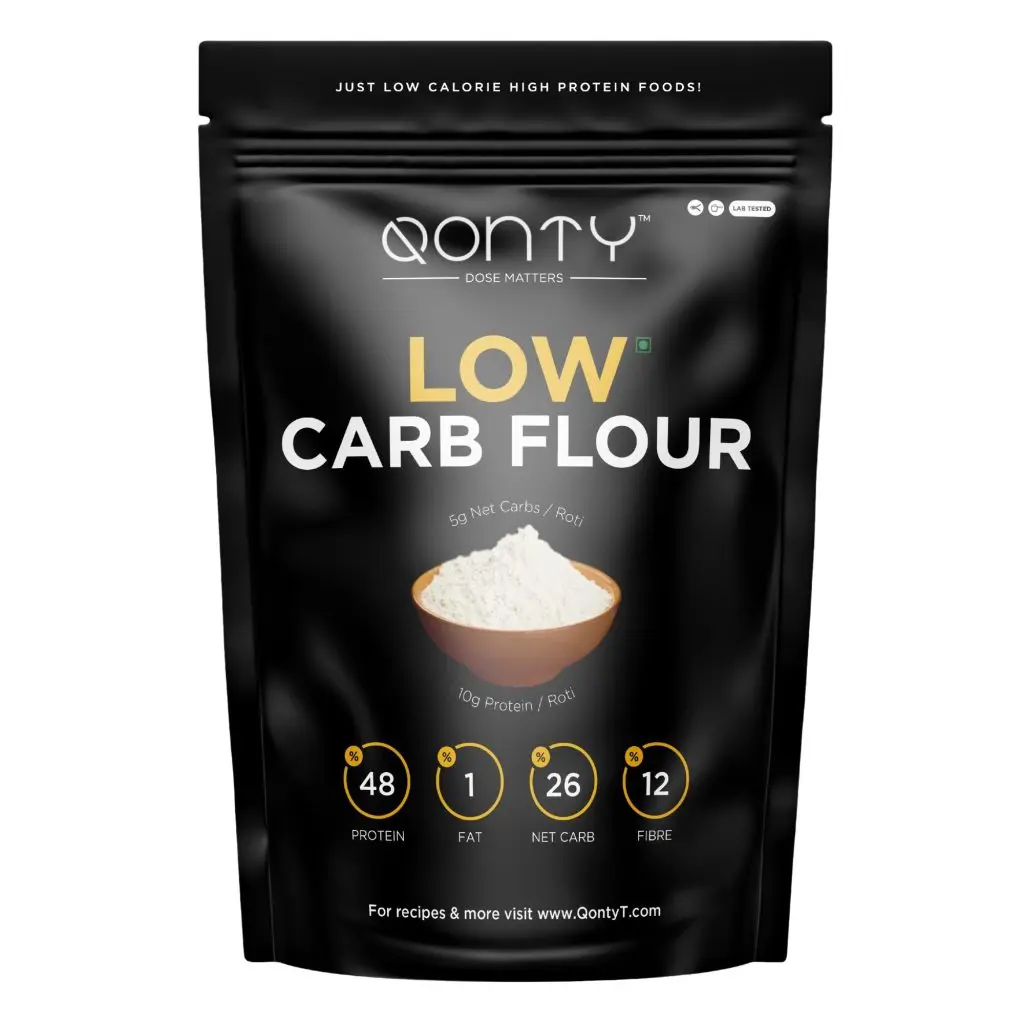 JUST LOW CALORIE HIGH PROTEIN FOODS!
LAB TESTED
QONTY™
DOSE MATTERS
LOW
CARB FLOUR
5g Net Carbs / Roti
10g Protein / Roti
% % % %
48 1 26 12
PROTEIN FAT NET CARB FIBRE
For recipes & more visit www.QontyT.com